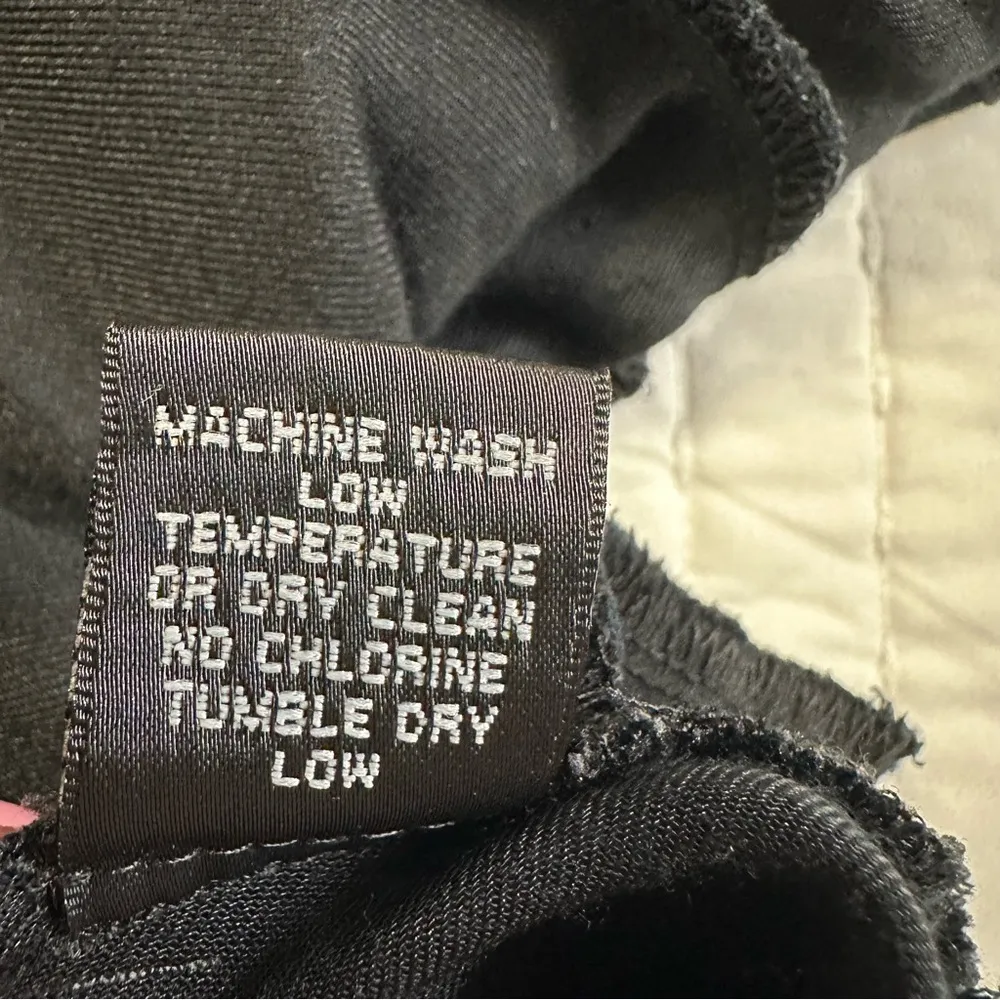 MACHINE WASH
LOW
TEMPERATURE
OR DRY CLEAN
NO CHLORINE
TUMBLE DRY
LOW